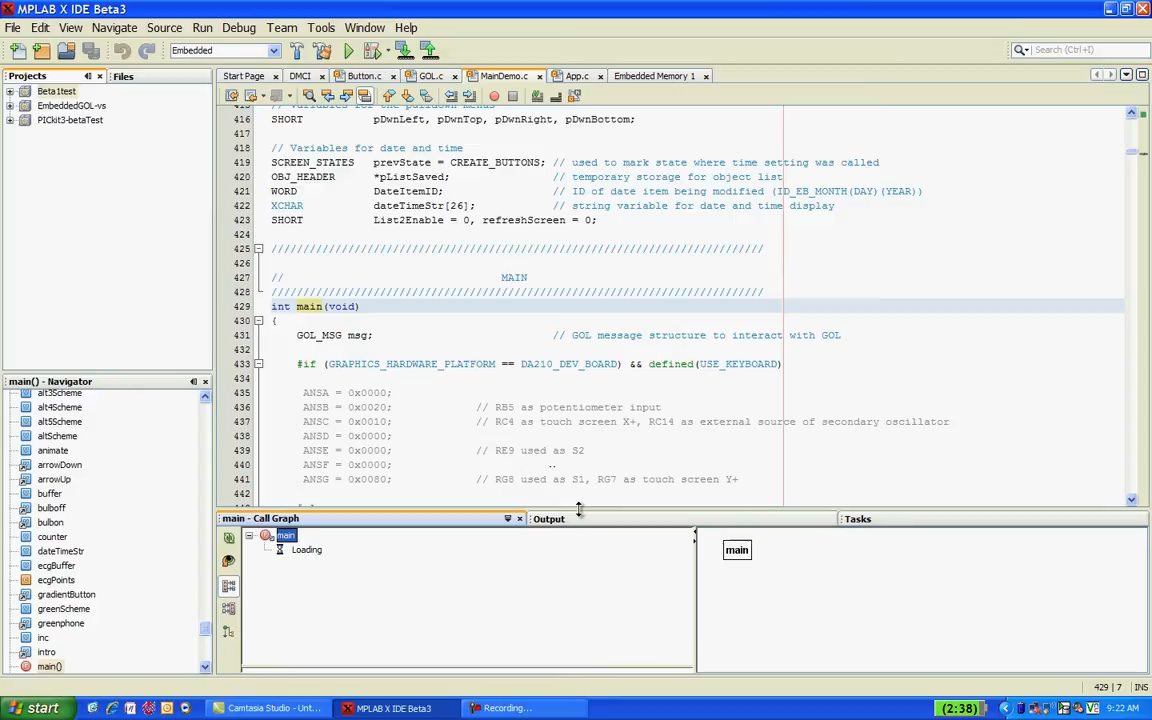 MPLAB X IDE Beta3
File Edit View Navigate Source Run Debug Team Tools Window Help
Embedded
Search (Ctrl+I)
Projects
Files
Beta1test
EmbeddedGOL-vs
PICkit3-betaTest
Start Page DMCI Button.c GOL.c MainDemo.c App.c Embedded Memory 1
416 SHORT pDwnLeft, pDwnTop, pDwnRight, pDwnBottom;
417
418 // Variables for date and time
419 SCREEN_STATES prevState = CREATE_BUTTONS; // used to mark state where time setting was called
420 OBJ_HEADER *pListSaved; // temporary storage for object list
421 WORD DateItemID; // ID of date item being modified (ID_EB_MONTH(DAY)(YEAR))
422 XCHAR dateTimeStr[26]; // string variable for date and time display
423 SHORT List2Enable = 0, refreshScreen = 0;
424
425 /////////////////////////////////////////////////////////////////////////////
426
427 // MAIN
428 /////////////////////////////////////////////////////////////////////////////
429 int main(void)
430 {
431 GOL_MSG msg; // GOL message structure to interact with GOL
432
433 #if (GRAPHICS_HARDWARE_PLATFORM == DA210_DEV_BOARD) && defined(USE_KEYBOARD)
434
435 ANSA = 0x0000;
436 ANSB = 0x0020; // RB5 as potentiometer input
437 ANSC = 0x0010; // RC4 as touch screen X+, RC14 as external source of secondary oscillator
438 ANSD = 0x0000;
439 ANSE = 0x0000; // RE9 used as S2
440 ANSF = 0x0000;
441 ANSG = 0x0080; // RG8 used as S1, RG7 as touch screen Y+
442
main() - Navigator
alt3Scheme
alt4Scheme
alt5Scheme
altScheme
animate
arrowDown
arrowUp
buffer
bulboff
bulbon
counter
dateTimeStr
ecgBuffer
ecgPoints
gradientButton
greenScheme
greenphone
inc
intro
main()
main - Call Graph
Output
Tasks
main
Loading
main
429 | 7 INS
start
Camtasia Studio - Unt...
MPLAB X IDE Beta3
Recording...
(2:38)
9:22 AM